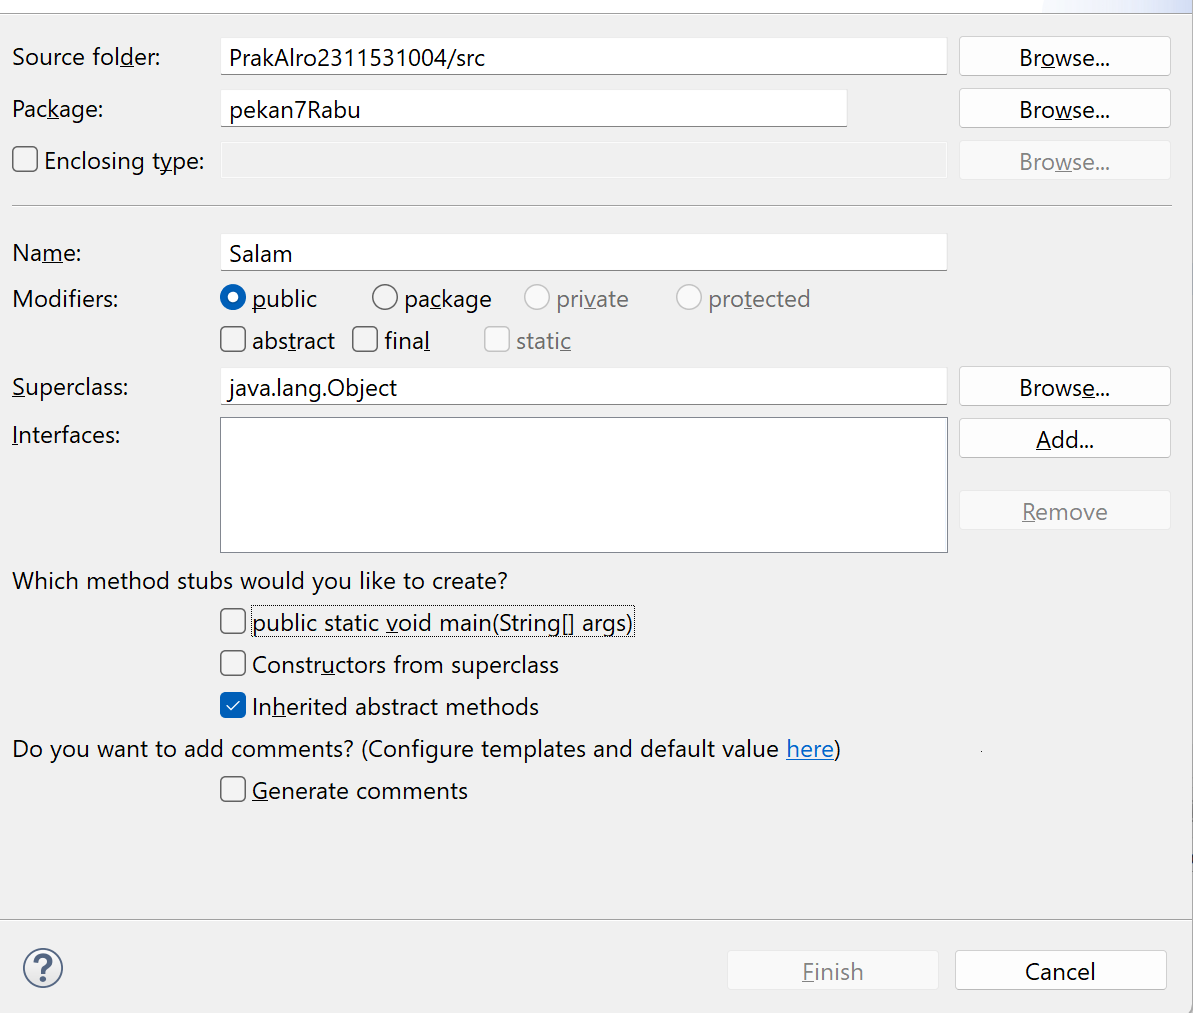 Source folder: PrakAlro2311531004/src Browse...
Package: pekan7Rabu Browse...
Enclosing type: Browse...
Name: Salam
Modifiers: public package private protected
abstract final static
Superclass: java.lang.Object Browse...
Interfaces: Add...
Remove
Which method stubs would you like to create?
public static void main(String[] args)
Constructors from superclass
Inherited abstract methods
Do you want to add comments? (Configure templates and default value here)
Generate comments
? Finish Cancel